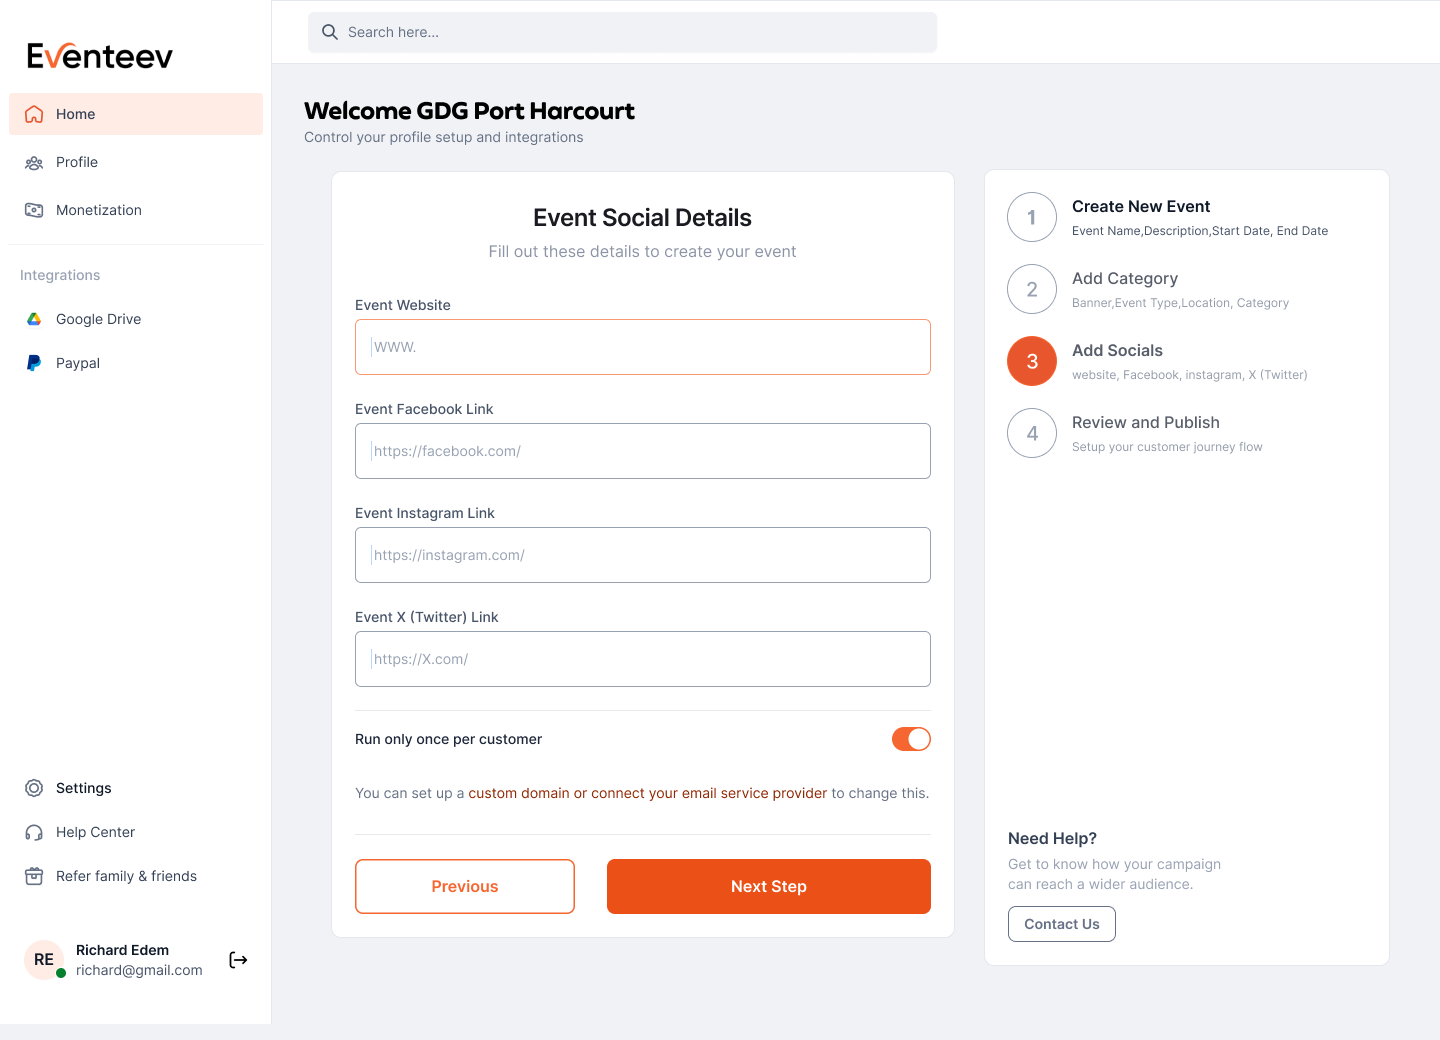 Eventeev
Home
Profile
Monetization
Integrations
Google Drive
Paypal
Settings
Help Center
Refer family & friends
RE
Richard Edem
richard@gmail.com
Search here...
Welcome GDG Port Harcourt
Control your profile setup and integrations
Event Social Details
Fill out these details to create your event
Event Website
WWW.
Event Facebook Link
https://facebook.com/
Event Instagram Link
https://instagram.com/
Event X (Twitter) Link
https://X.com/
Run only once per customer
You can set up a custom domain or connect your email service provider to change this.
Previous
Next Step
1
Create New Event
Event Name,Description,Start Date, End Date
2
Add Category
Banner,Event Type,Location, Category
3
Add Socials
website, Facebook, instagram, X (Twitter)
4
Review and Publish
Setup your customer journey flow
Need Help?
Get to know how your campaign
can reach a wider audience.
Contact Us